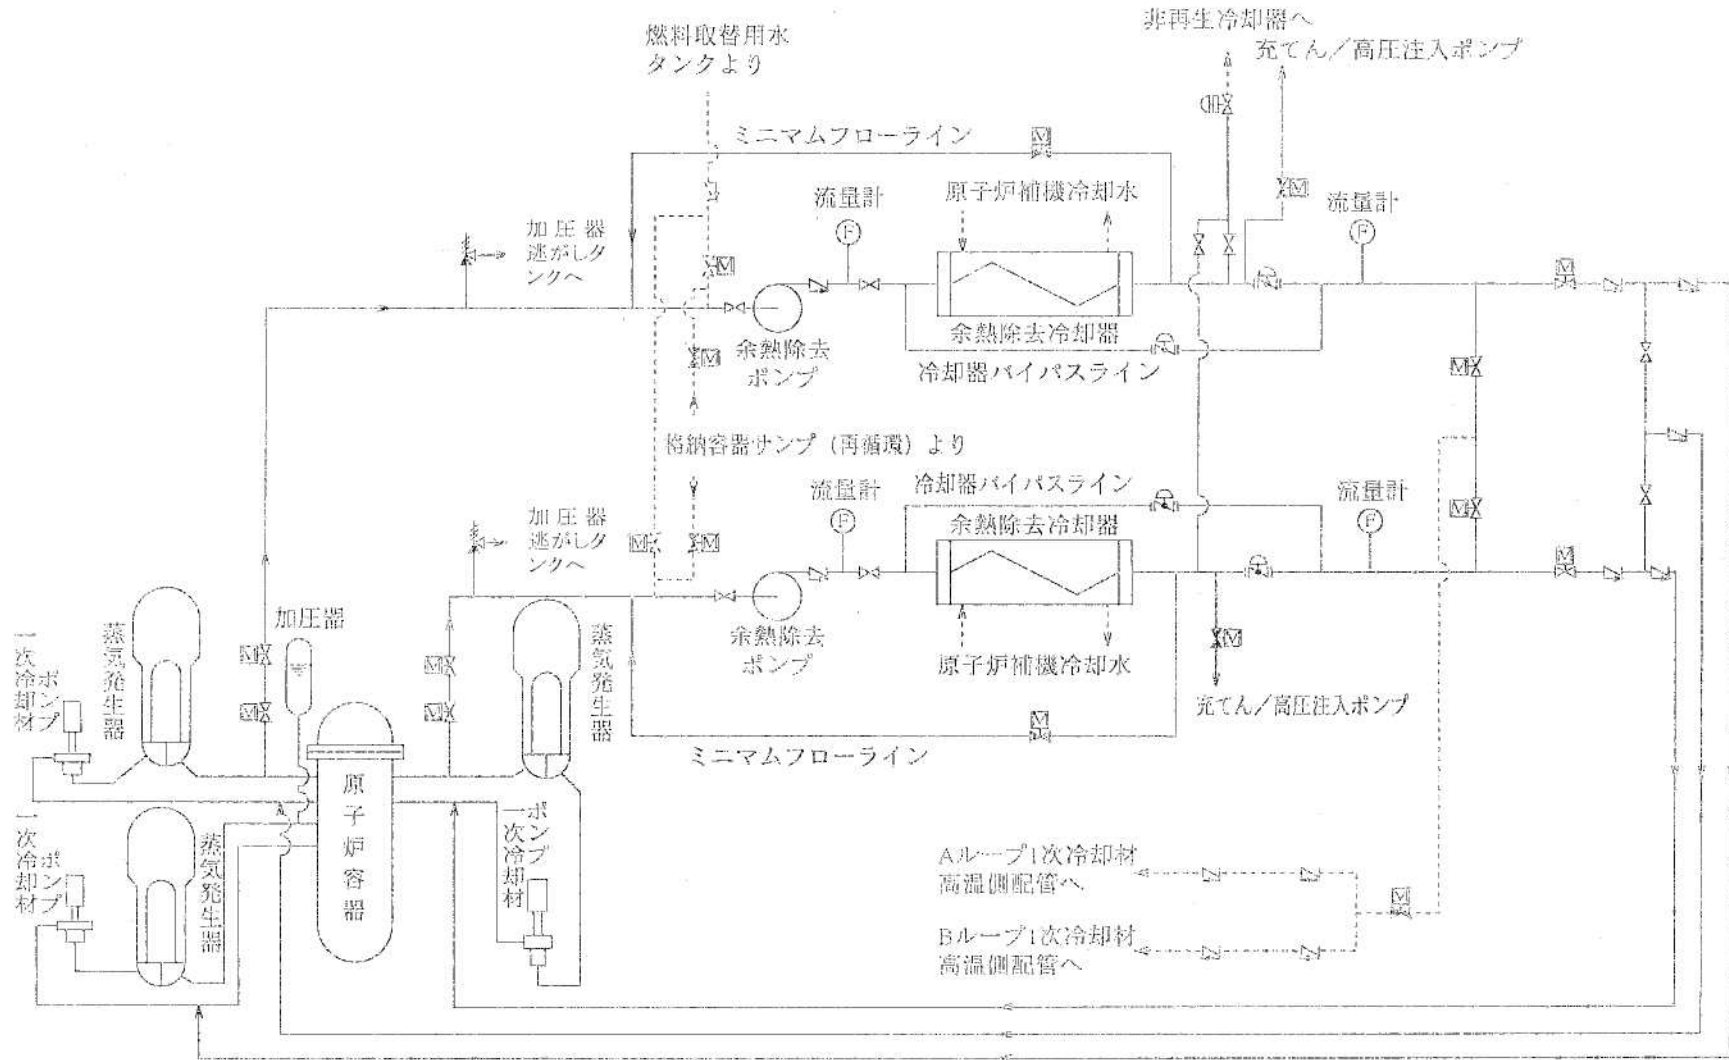 非再生冷却器へ
充てん／高圧注入ポンプ
燃料取替用水
タンクより
ミニマムフローライン
M
流量計
F
原子炉補機冷却水
M
流量計
F
加圧器
逃がしタ
ンクへ
M
M
余熱除去
ポンプ
余熱除去冷却器
冷却器バイパスライン
M
M
格納容器サンプ（再循環）より
流量計
F
冷却器バイパスライン
余熱除去冷却器
流量計
F
M
加圧器
逃がしタ
ンクへ
M
M
M
余熱除去
ポンプ
原子炉補機冷却水
M
充てん／高圧注入ポンプ
M
ミニマムフローライン
一次冷却材
ポンプ
蒸気発生器
M
M
加圧器
M
M
蒸気発生器
原子炉容器
一次冷却材
ポンプ
蒸気発生器
一次冷却材
ポンプ
Aループ1次冷却材
高温側配管へ
M
Bループ1次冷却材
高温側配管へ